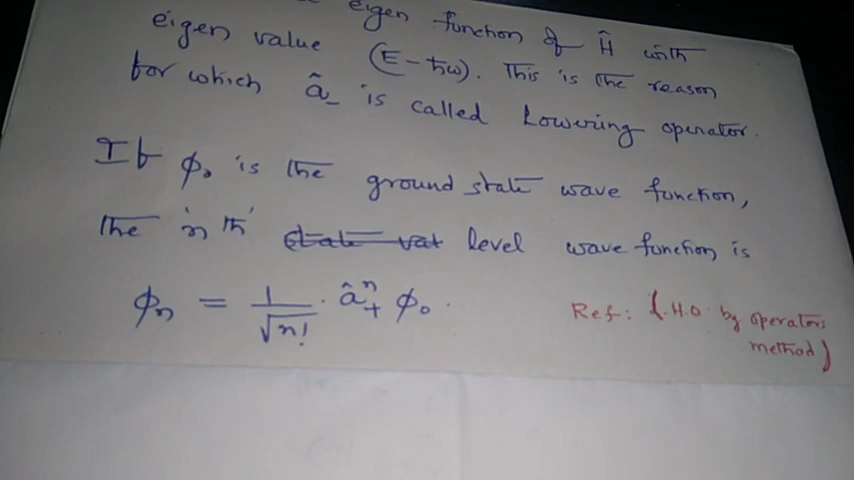 eigen function of Ĥ with
eigen value (E - ħω). This is the reason
for which â₋ is called Lowering operator.
If ϕ₀ is the ground state wave function,
the 'n th' level wave function is
ϕₙ = 1/√n! . â₊ⁿ ϕ₀.
Ref: (L.H.O. by operators
method)